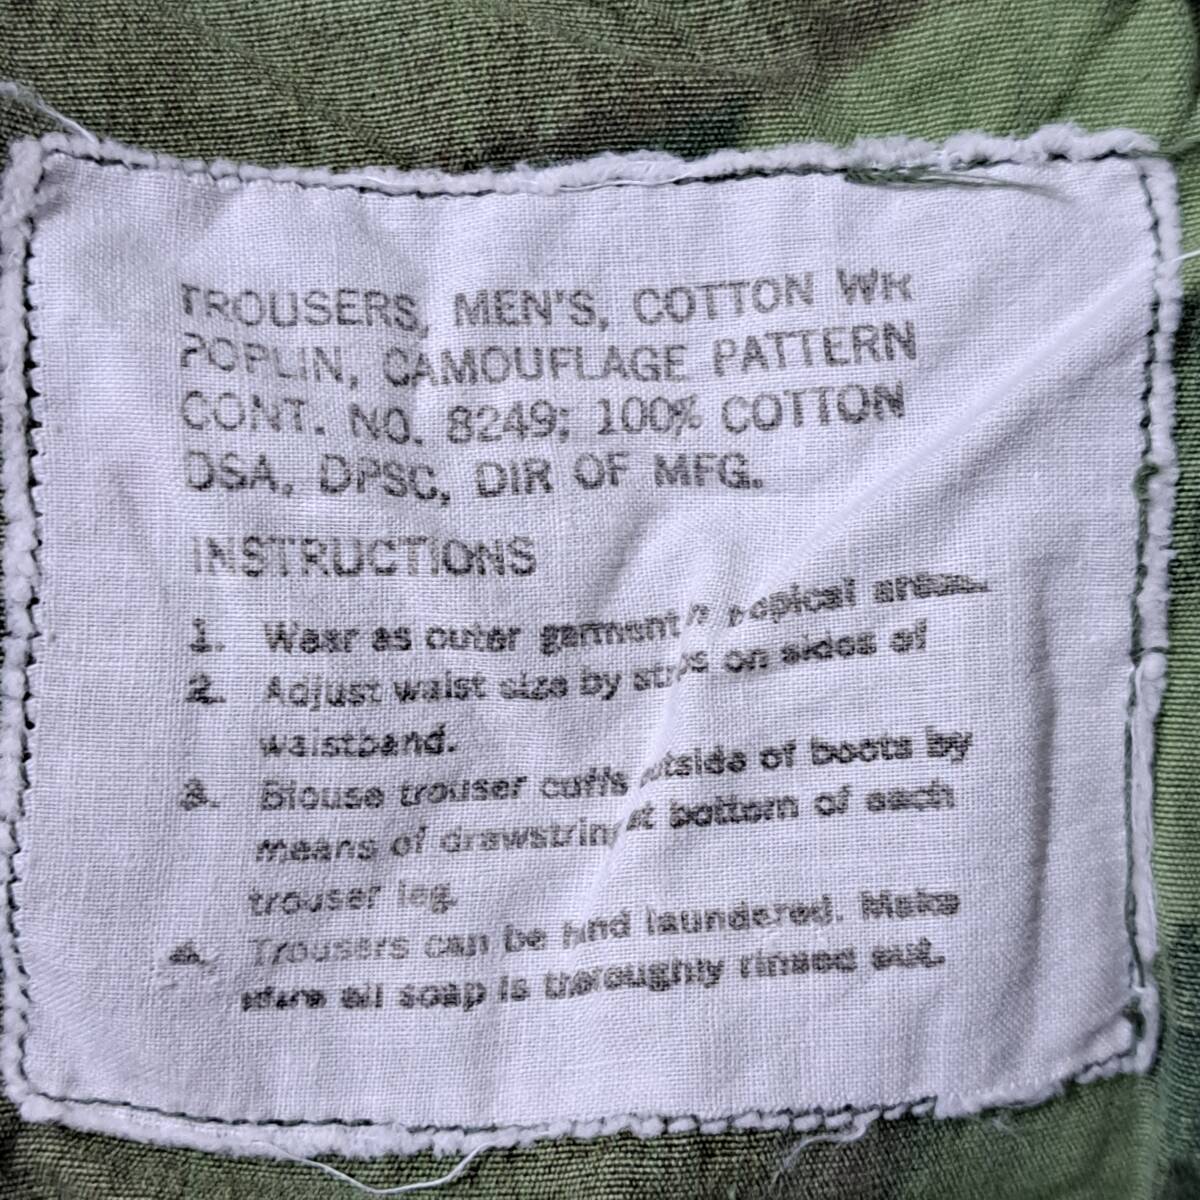 TROUSERS, MEN'S, COTTON WR
POPLIN, CAMOUFLAGE PATTERN
CONT. NO. 8249; 100% COTTON
DSA, DPSC, DIR OF MFG.
INSTRUCTIONS
1. Wear as outer garment areas.
2. Adjust waist size by on sides of
waistband.
3. Blouse trouser cuffs outside of boots by
means of drawstring at bottom of each
trouser leg.
4. Trousers can be hand laundered. Make
sure all soap is thoroughly rinsed out.